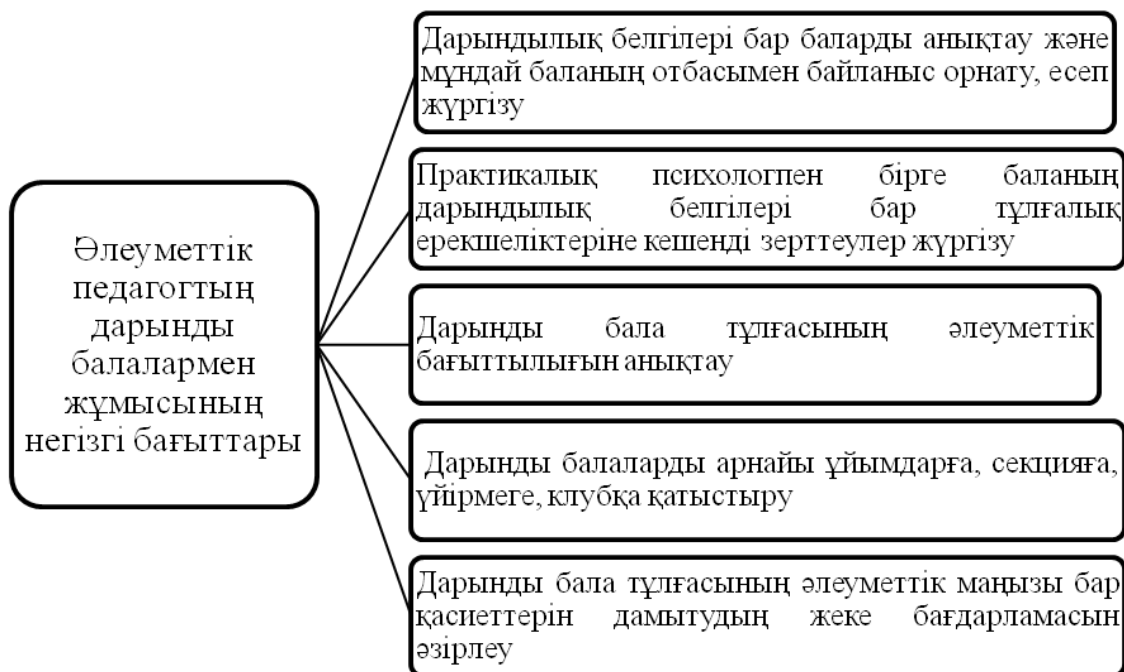 Әлеуметтік
педагогтың
дарынды
балалармен
жұмысының
негізгі бағыттары
Дарындылық белгілері бар баларды анықтау және
мұндай баланың отбасымен байланыс орнату, есеп
жүргізу
Практикалық психологпен бірге баланың
дарындылық белгілері бар тұлғалық
ерекшеліктеріне кешенді зерттеулер жүргізу
Дарынды бала тұлғасының әлеуметтік
бағыттылығын анықтау
Дарынды балаларды арнайы ұйымдарға, секцияға,
үйірмеге, клубқа қатыстыру
Дарынды бала тұлғасының әлеуметтік маңызы бар
қасиеттерін дамытудың жеке бағдарламасын
әзірлеу